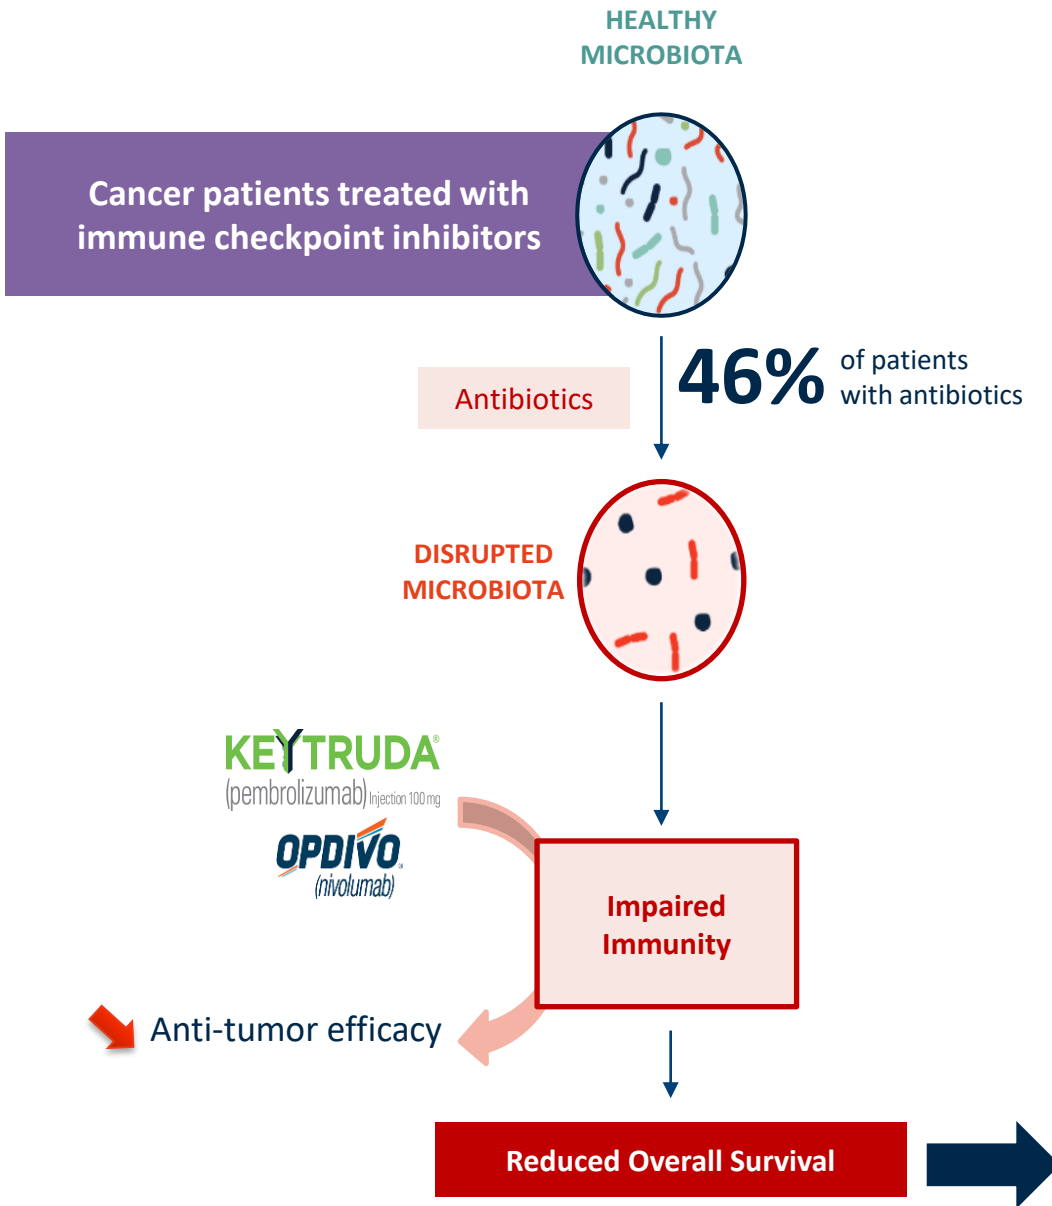 HEALTHY
MICROBIOTA
Cancer patients treated with
immune checkpoint inhibitors
Antibiotics
46%
of patients
with antibiotics
DISRUPTED
MICROBIOTA
KEYTRUDA®
(pembrolizumab) Injection 100 mg
OPDIVO
(nivolumab)
Impaired
Immunity
Anti-tumor efficacy
Reduced Overall Survival